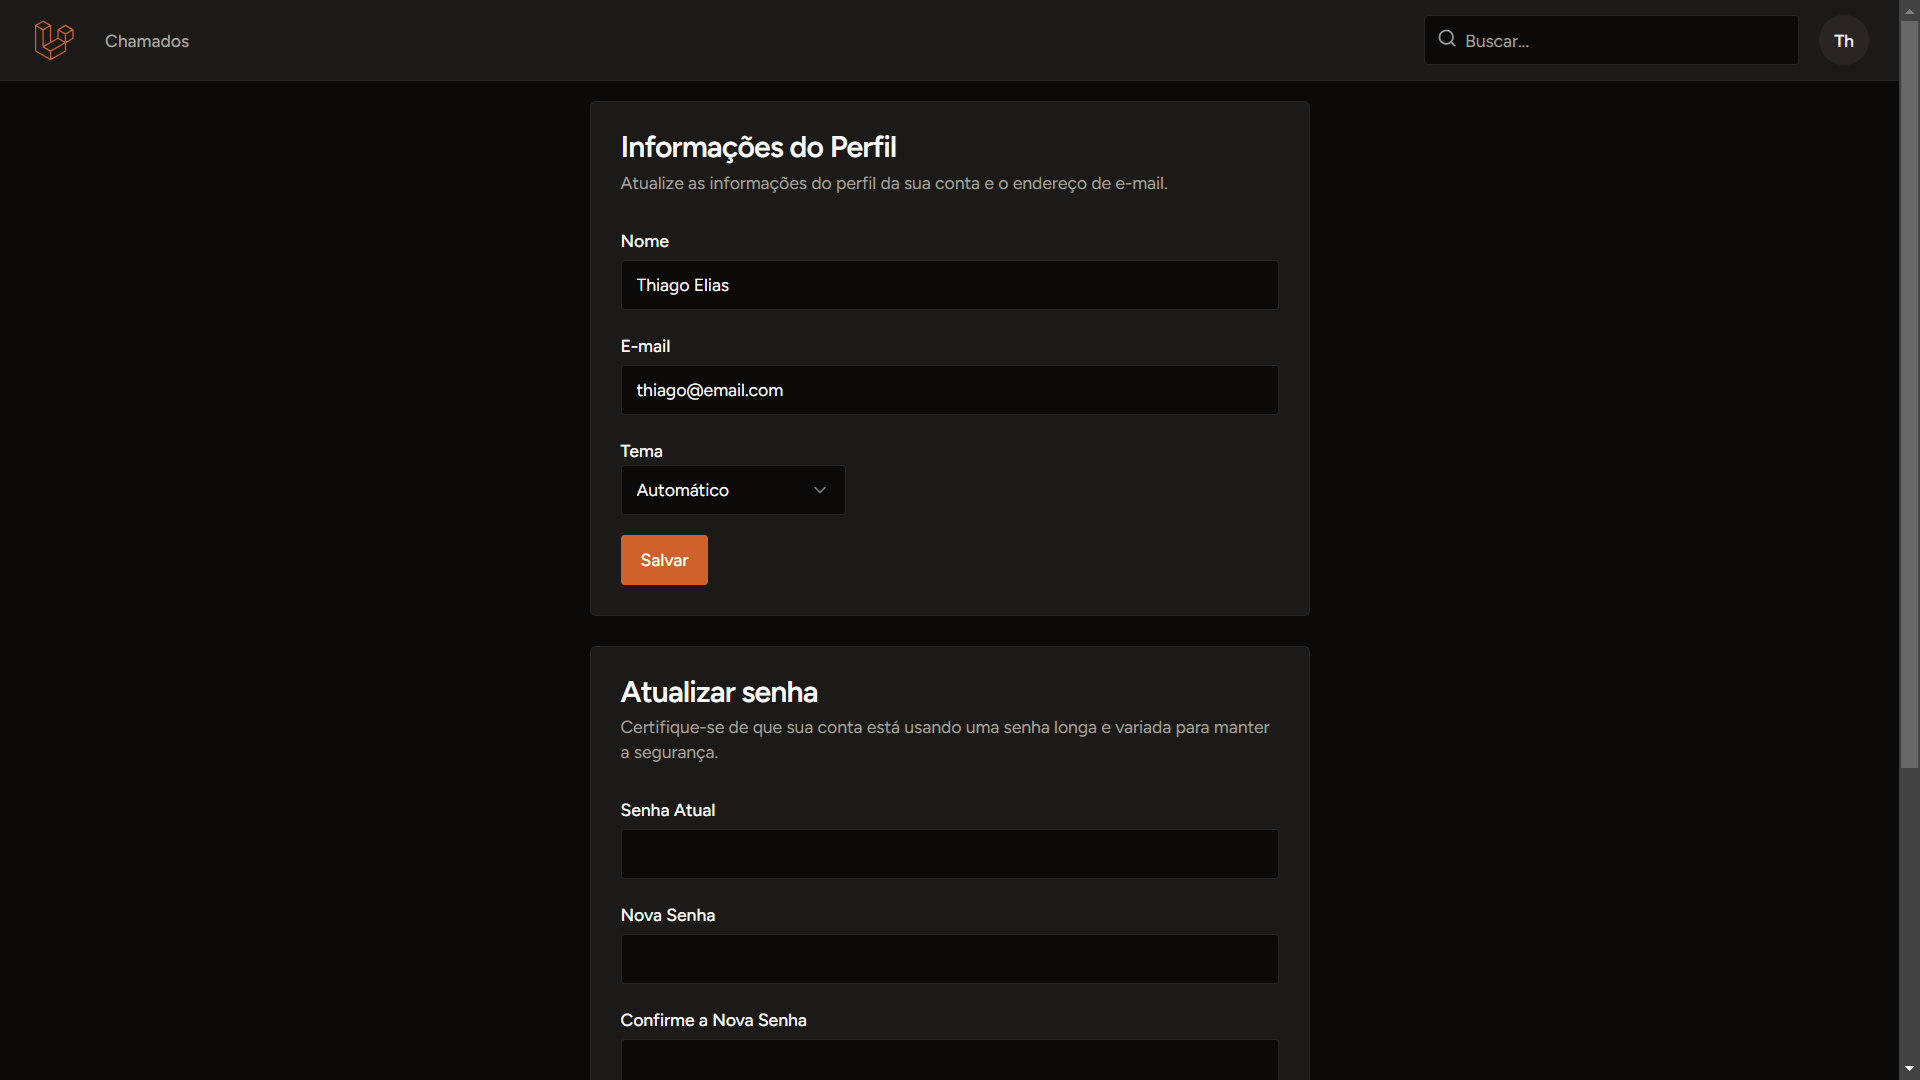 Chamados
Buscar...
Th
Informações do Perfil
Atualize as informações do perfil da sua conta e o endereço de e-mail.
Nome
Thiago Elias
E-mail
thiago@email.com
Tema
Automático
Salvar
Atualizar senha
Certifique-se de que sua conta está usando uma senha longa e variada para manter
a segurança.
Senha Atual
Nova Senha
Confirme a Nova Senha